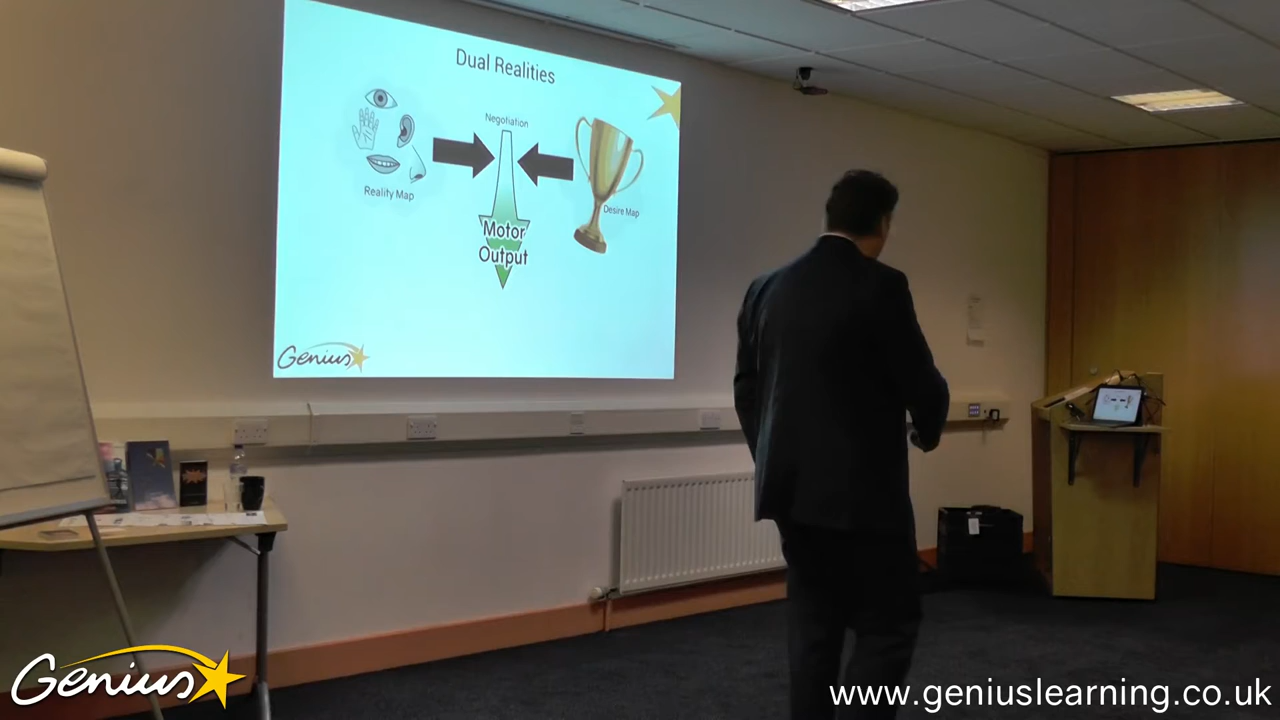 Dual Realities
Negotiation
Reality Map
Desire Map
Motor
Output
Genius
Genius
www.geniuslearning.co.uk